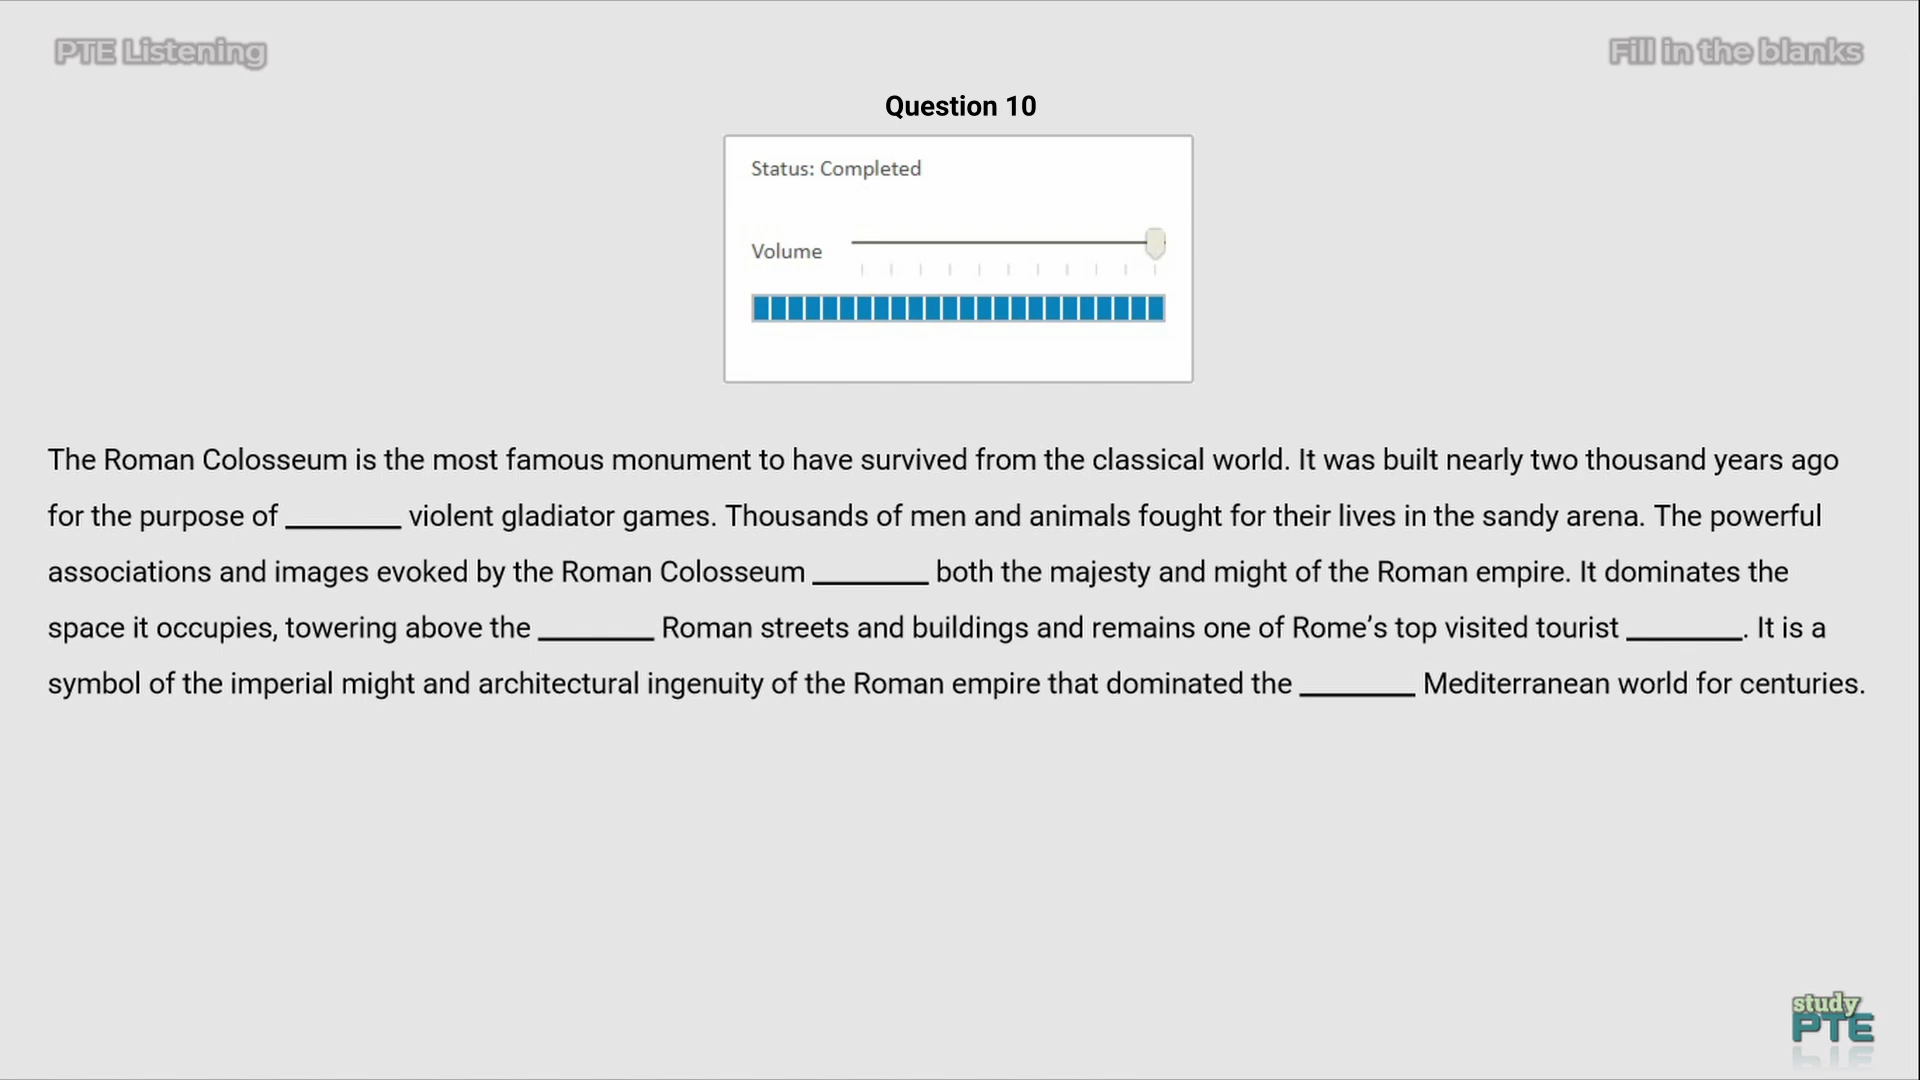 PTE Listening
Fill in the blanks
Question 10
Status: Completed
Volume
The Roman Colosseum is the most famous monument to have survived from the classical world. It was built nearly two thousand years ago
for the purpose of ________ violent gladiator games. Thousands of men and animals fought for their lives in the sandy arena. The powerful
associations and images evoked by the Roman Colosseum ________ both the majesty and might of the Roman empire. It dominates the
space it occupies, towering above the ________ Roman streets and buildings and remains one of Rome’s top visited tourist ________. It is a
symbol of the imperial might and architectural ingenuity of the Roman empire that dominated the ________ Mediterranean world for centuries.
study
PTE